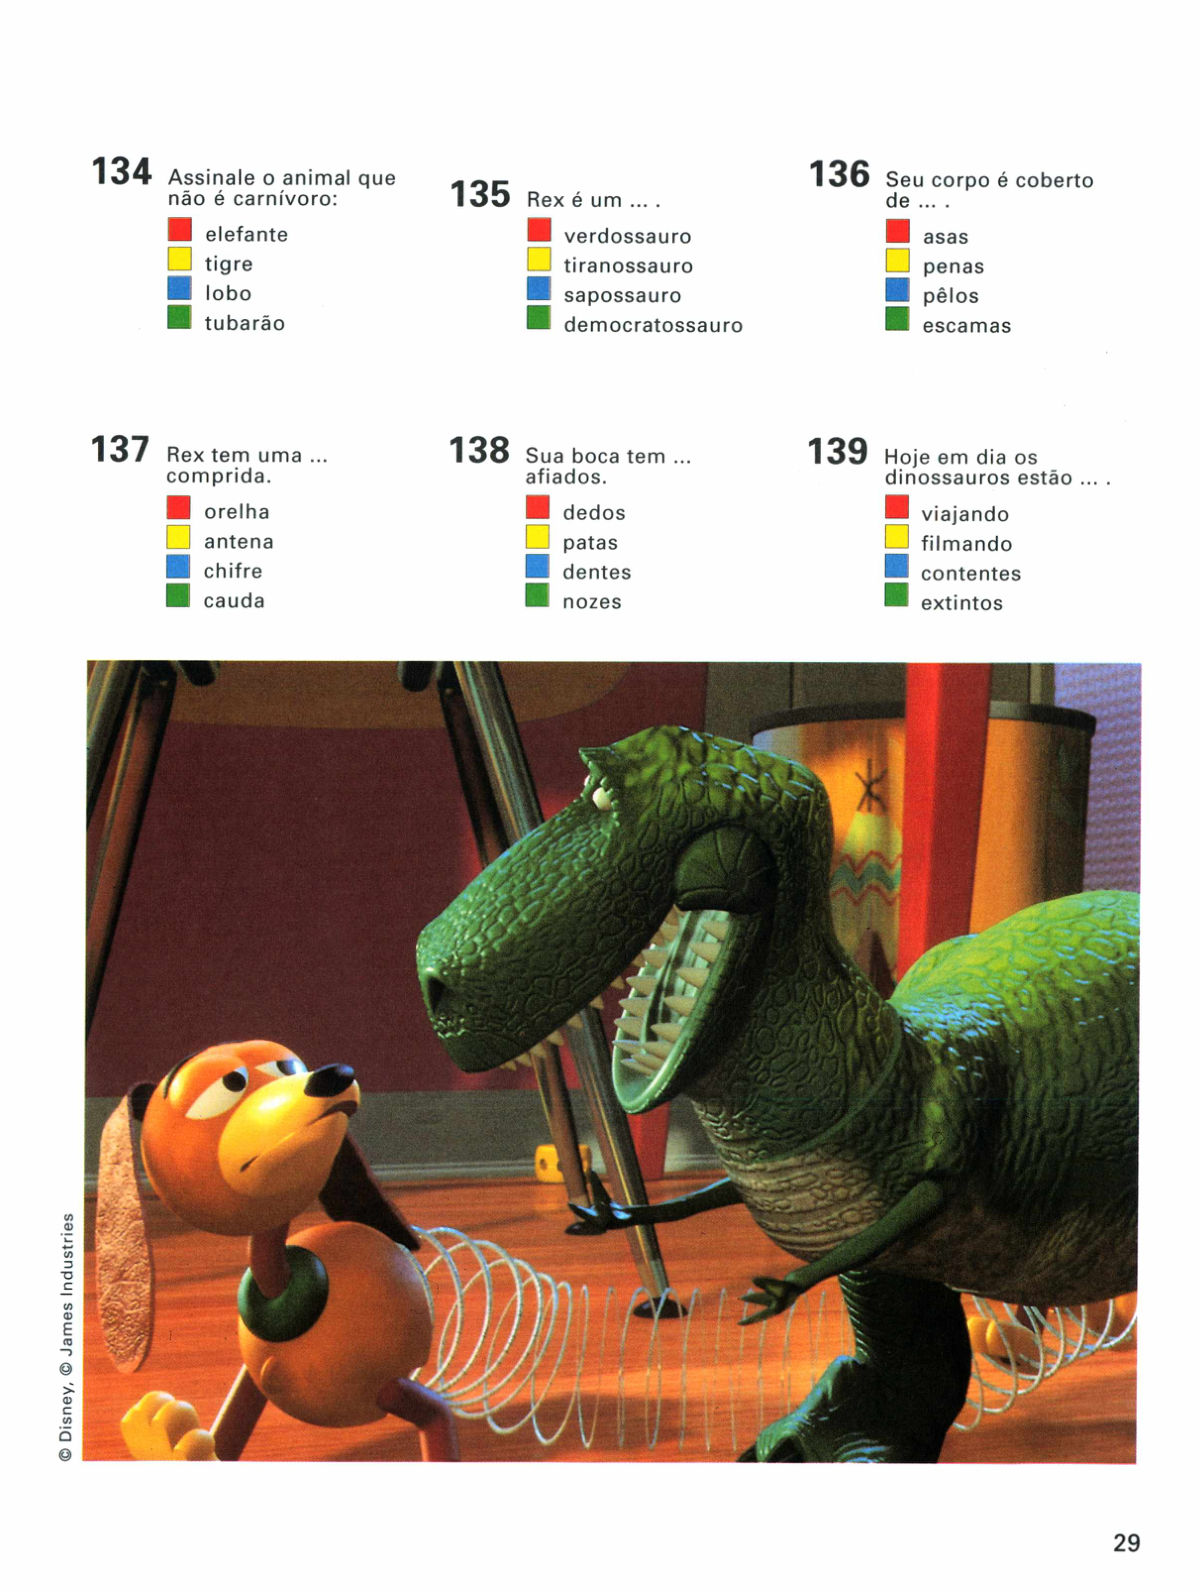 134 Assinale o animal que
não é carnívoro:
elefante
tigre
lobo
tubarão
135 Rex é um ... .
verdossauro
tiranossauro
sapossauro
democratossauro
136 Seu corpo é coberto
de ... .
asas
penas
pêlos
escamas
137 Rex tem uma ...
comprida.
orelha
antena
chifre
cauda
138 Sua boca tem ...
afiados.
dedos
patas
dentes
nozes
139 Hoje em dia os
dinossauros estão ... .
viajando
filmando
contentes
extintos
© Disney, © James Industries
29